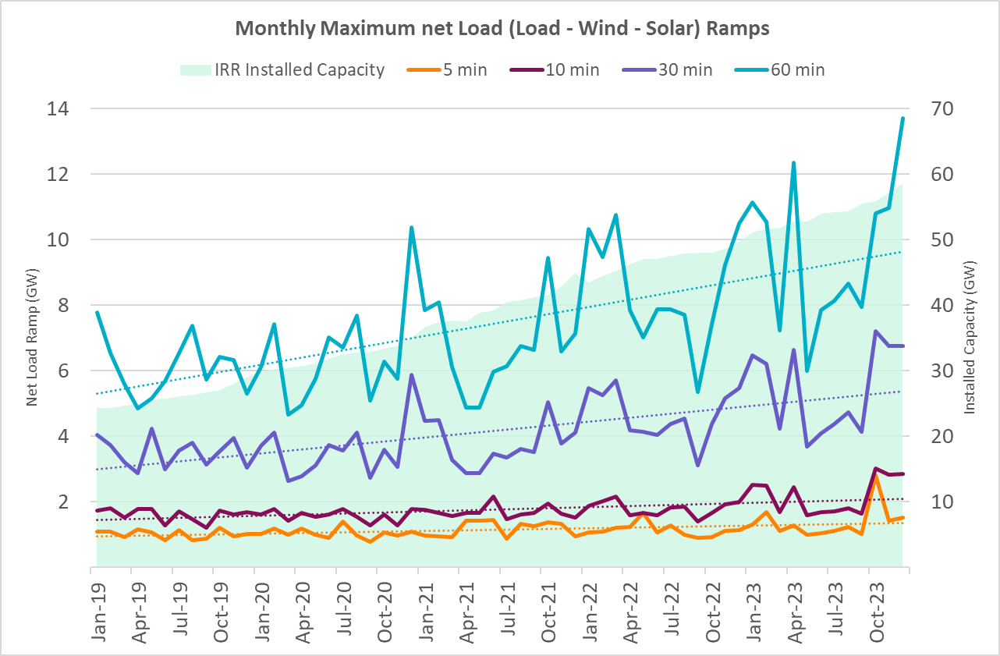 Monthly Maximum net Load (Load - Wind - Solar) Ramps
IRR Installed Capacity 5 min 10 min 30 min 60 min
14 70
12 60
10 50
8 40
6 30
4 20
2 10
Net Load Ramp (GW)
Installed Capacity (GW)
Jan-19 Apr-19 Jul-19 Oct-19 Jan-20 Apr-20 Jul-20 Oct-20 Jan-21 Apr-21 Jul-21 Oct-21 Jan-22 Apr-22 Jul-22 Oct-22 Jan-23 Apr-23 Jul-23 Oct-23